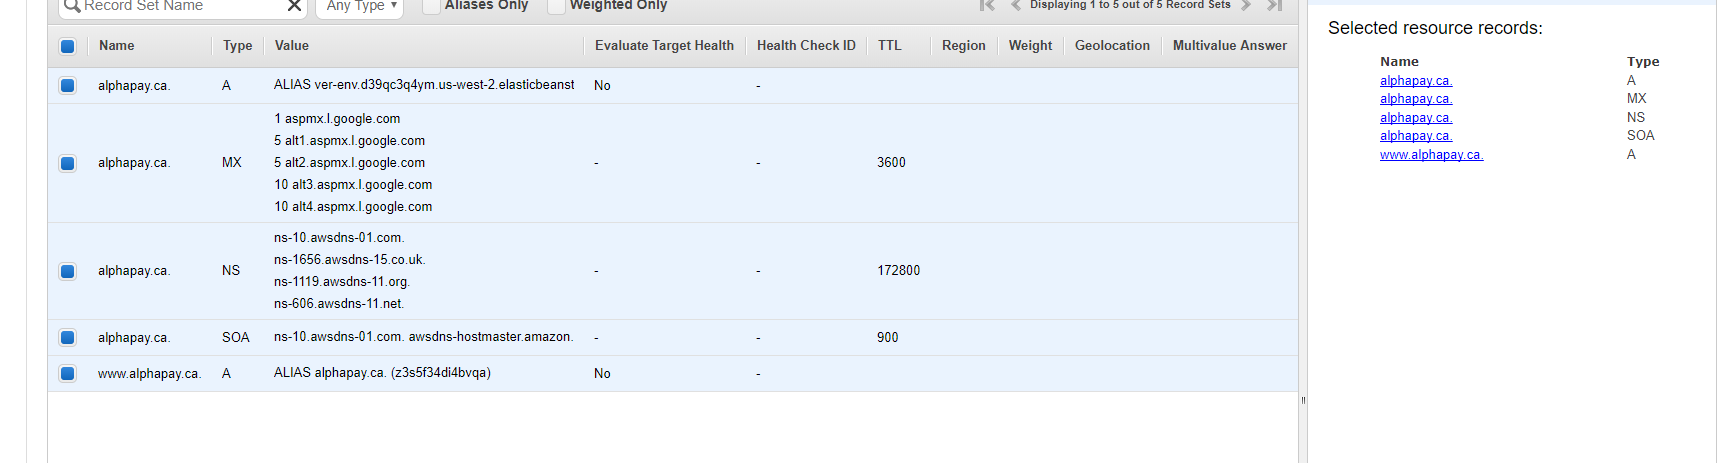 Record Set Name
Any Type
Aliases Only
Weighted Only
Displaying 1 to 5 out of 5 Record Sets
Name Type Value Evaluate Target Health Health Check ID TTL Region Weight Geolocation Multivalue Answer
alphapay.ca. A ALIAS ver-env.d39qc3q4ym.us-west-2.elasticbeanst No -
alphapay.ca. MX 1 aspmx.l.google.com
5 alt1.aspmx.l.google.com
5 alt2.aspmx.l.google.com
10 alt3.aspmx.l.google.com
10 alt4.aspmx.l.google.com
- - 3600
alphapay.ca. NS ns-10.awsdns-01.com.
ns-1656.awsdns-15.co.uk.
ns-1119.awsdns-11.org.
ns-606.awsdns-11.net.
- - 172800
alphapay.ca. SOA ns-10.awsdns-01.com. awsdns-hostmaster.amazon. - - 900
www.alphapay.ca. A ALIAS alphapay.ca. (z3s5f34di4bvqa) No -
Selected resource records:
Name Type
alphapay.ca. A
alphapay.ca. MX
alphapay.ca. NS
alphapay.ca. SOA
www.alphapay.ca. A